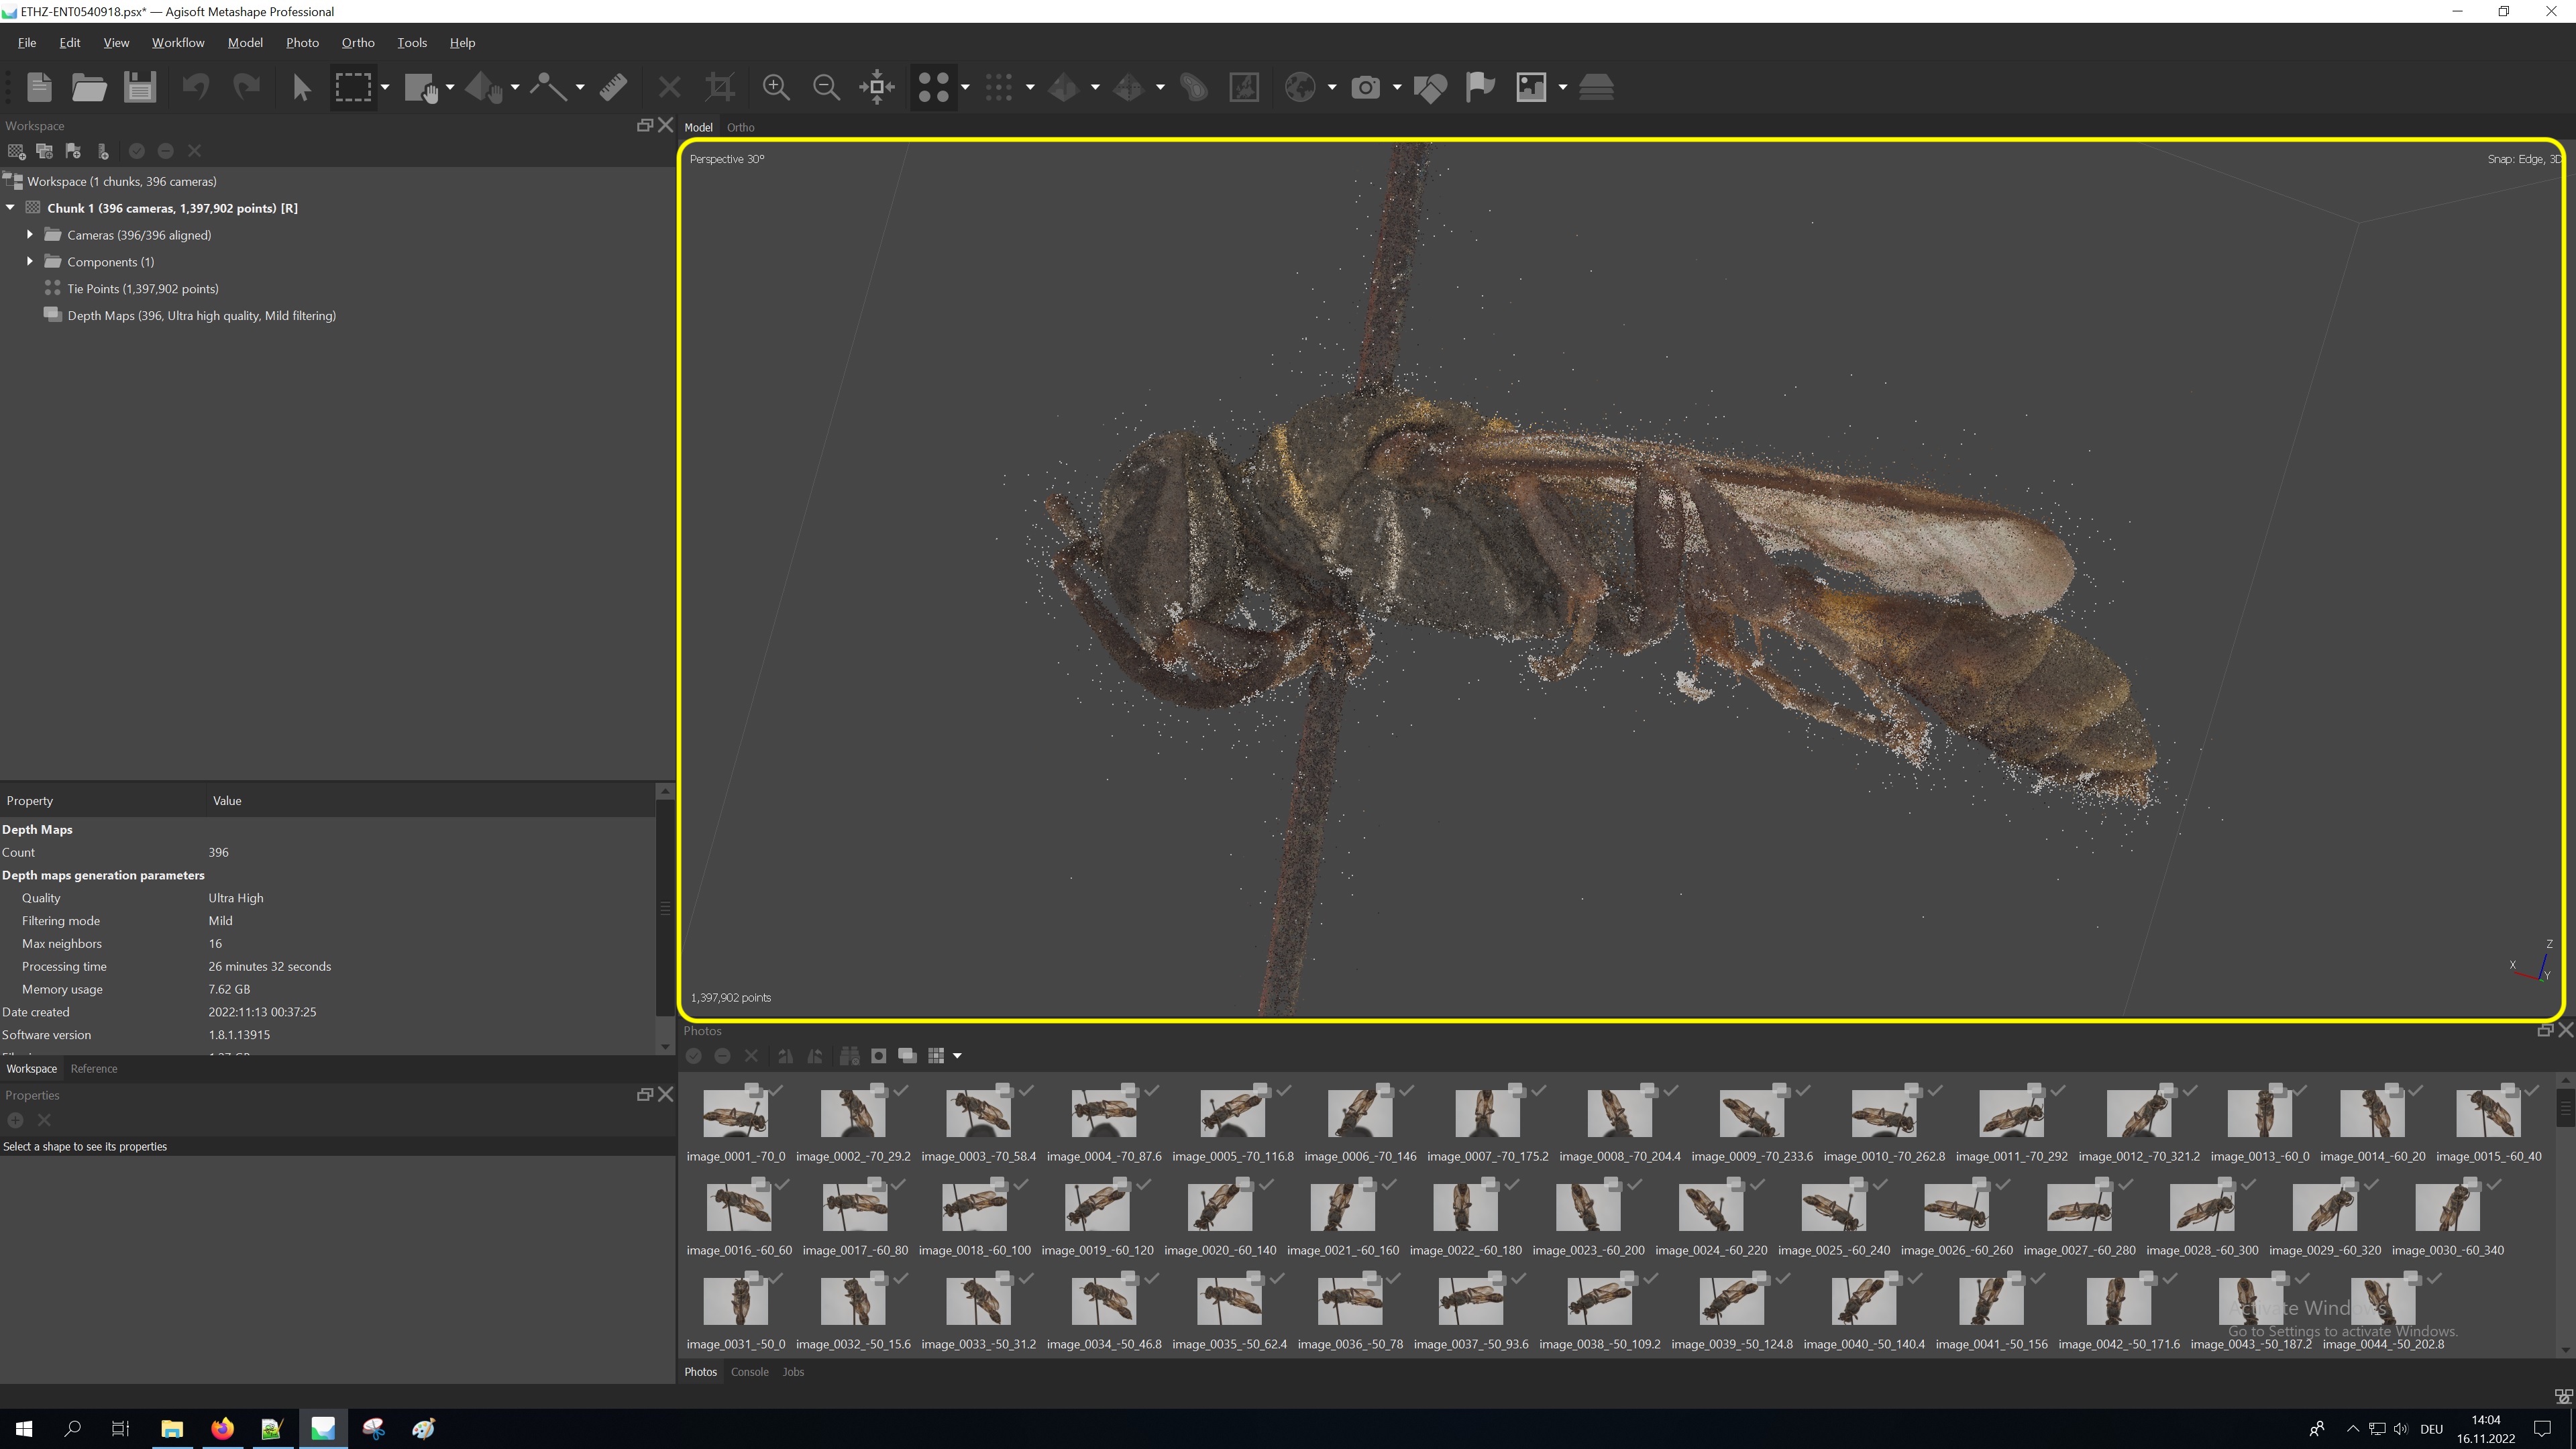 ETHZ-ENT0540918.psx* — Agisoft Metashape Professional
File Edit View Workflow Model Photo Ortho Tools Help
Workspace
Model Ortho
Perspective 30°
Snap: Edge, 3D
Workspace (1 chunks, 396 cameras)
Chunk 1 (396 cameras, 1,397,902 points) [R]
Cameras (396/396 aligned)
Components (1)
Tie Points (1,397,902 points)
Depth Maps (396, Ultra high quality, Mild filtering)
Property Value
Depth Maps
Count 396
Depth maps generation parameters
Quality Ultra High
Filtering mode Mild
Max neighbors 16
Processing time 26 minutes 32 seconds
Memory usage 7.62 GB
Date created 2022:11:13 00:37:25
Software version 1.8.1.13915
Workspace Reference
Properties
Select a shape to see its properties
Z
X
Y
1,397,902 points
Photos
image_0001_-70_0 image_0002_-70_29.2 image_0003_-70_58.4 image_0004_-70_87.6 image_0005_-70_116.8 image_0006_-70_146 image_0007_-70_175.2 image_0008_-70_204.4 image_0009_-70_233.6 image_0010_-70_262.8 image_0011_-70_292 image_0012_-70_321.2 image_0013_-60_0 image_0014_-60_20 image_0015_-60_40
image_0016_-60_60 image_0017_-60_80 image_0018_-60_100 image_0019_-60_120 image_0020_-60_140 image_0021_-60_160 image_0022_-60_180 image_0023_-60_200 image_0024_-60_220 image_0025_-60_240 image_0026_-60_260 image_0027_-60_280 image_0028_-60_300 image_0029_-60_320 image_0030_-60_340
image_0031_-50_0 image_0032_-50_15.6 image_0033_-50_31.2 image_0034_-50_46.8 image_0035_-50_62.4 image_0036_-50_78 image_0037_-50_93.6 image_0038_-50_109.2 image_0039_-50_124.8 image_0040_-50_140.4 image_0041_-50_156 image_0042_-50_171.6 image_0043_-50_187.2 image_0044_-50_202.8
Activate Windows
Go to Settings to activate Windows.
Photos Console Jobs
DEU
14:04
16.11.2022